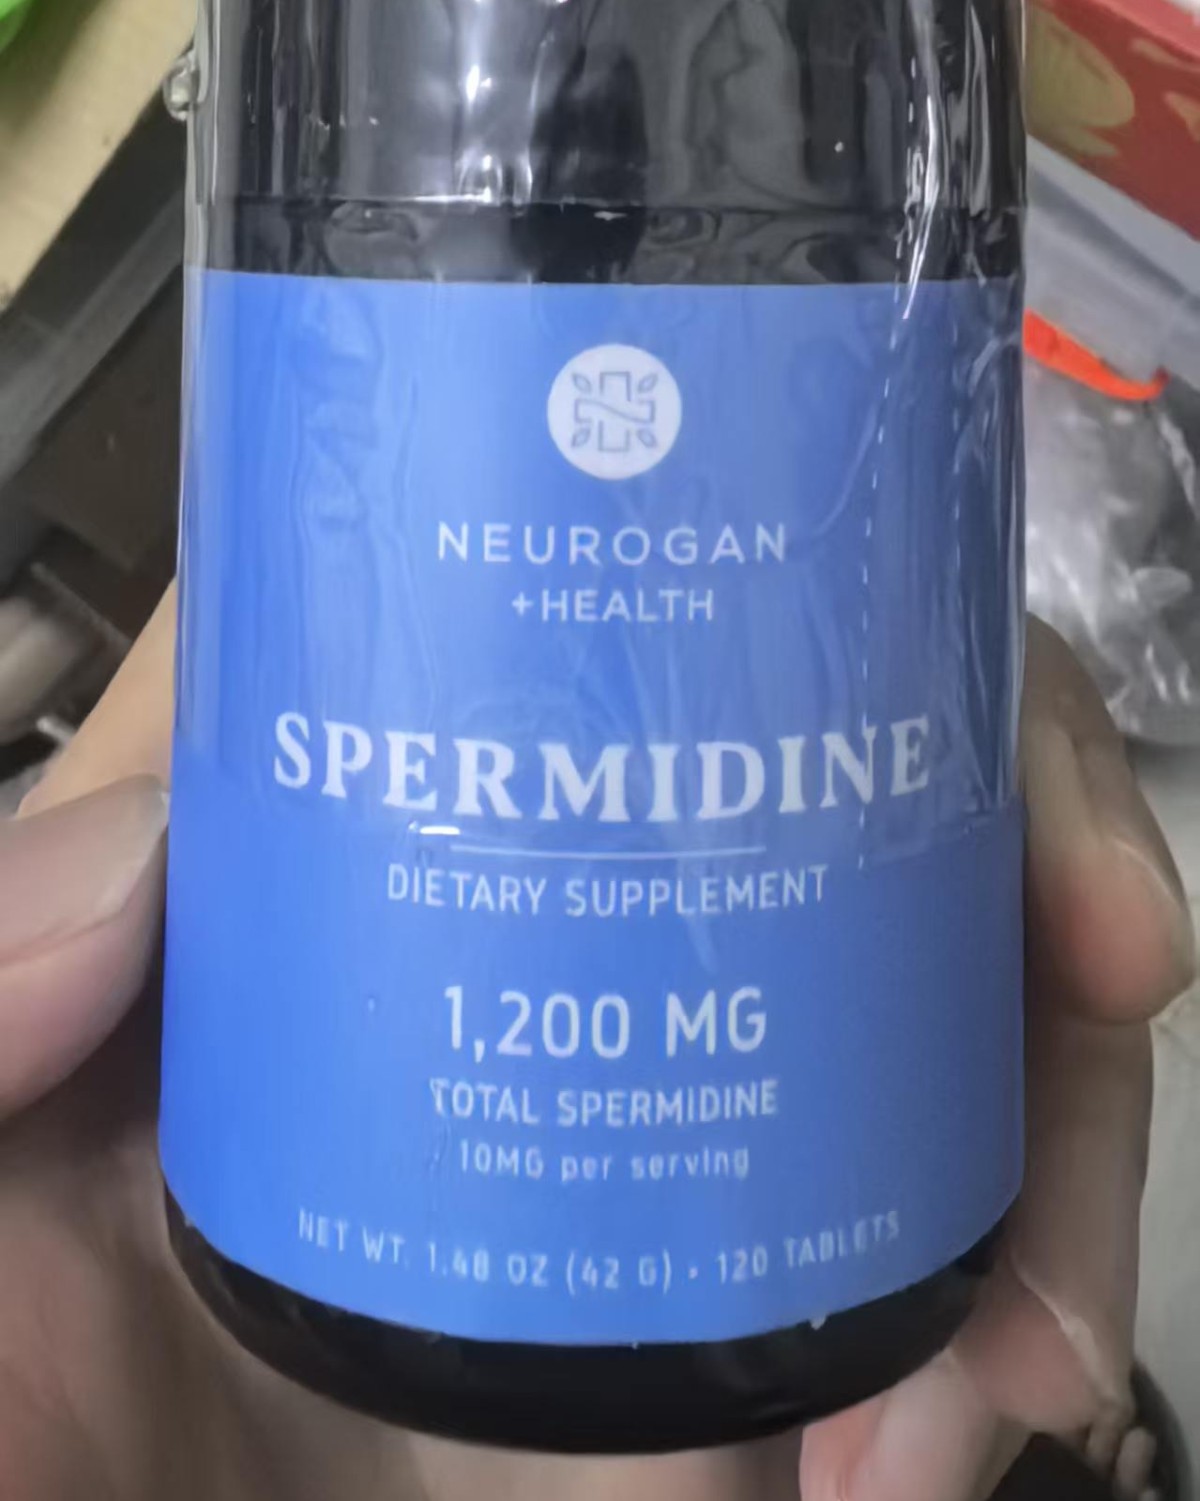 NEUROGAN
+HEALTH
SPERMIDINE
DIETARY SUPPLEMENT
1,200 MG
TOTAL SPERMIDINE
10MG per serving
NET WT. 1.48 OZ (42 G) • 120 TABLETS